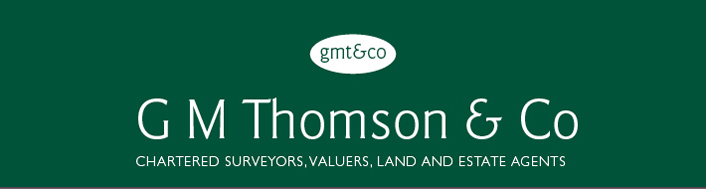 gmt&co
G M Thomson & Co
CHARTERED SURVEYORS, VALUERS, LAND AND ESTATE AGENTS